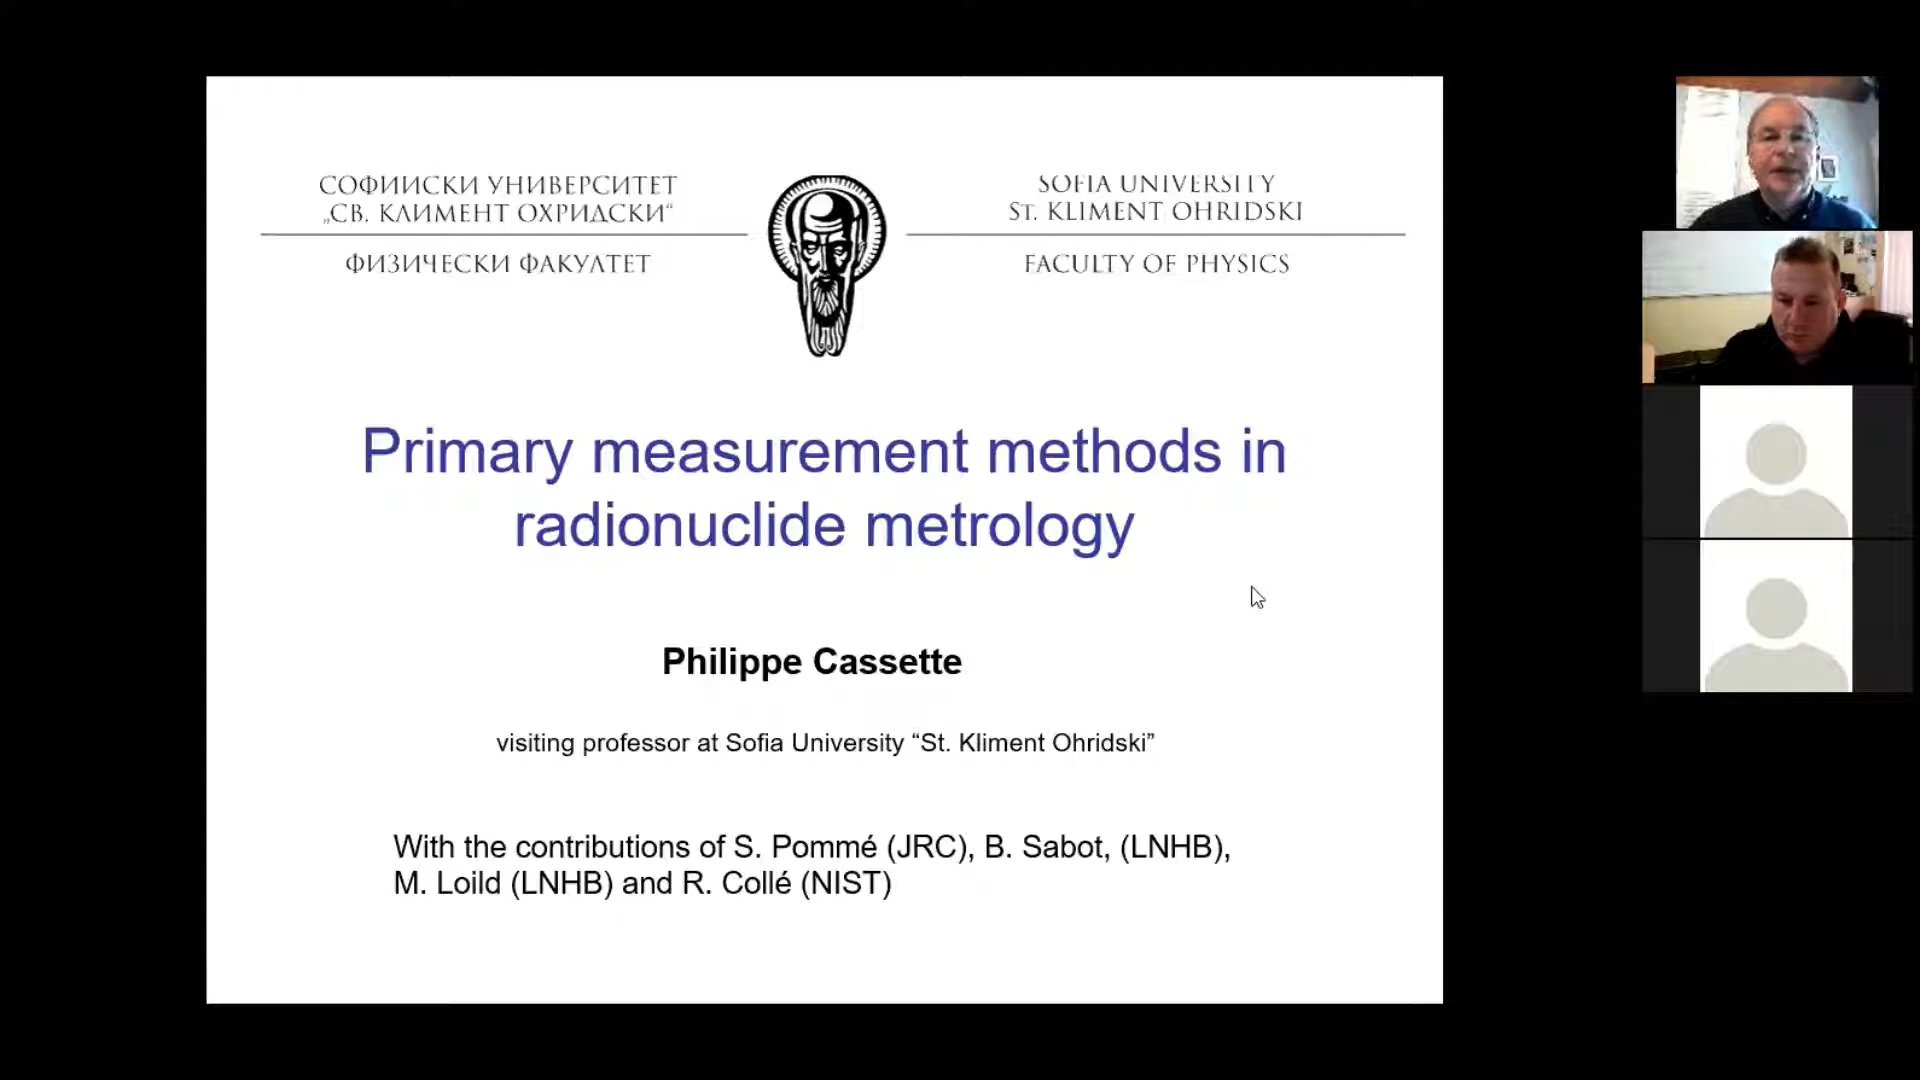 СОФИИСКИ УНИВЕРСИТЕТ
„СВ. КЛИМЕНТ ОХРИДСКИ“
ФИЗИЧЕСКИ ФАКУЛТЕТ
SOFIA UNIVERSITY
ST. KLIMENT OHRIDSKI
FACULTY OF PHYSICS
Primary measurement methods in
radionuclide metrology
Philippe Cassette
visiting professor at Sofia University “St. Kliment Ohridski”
With the contributions of S. Pommé (JRC), B. Sabot, (LNHB),
M. Loild (LNHB) and R. Collé (NIST)